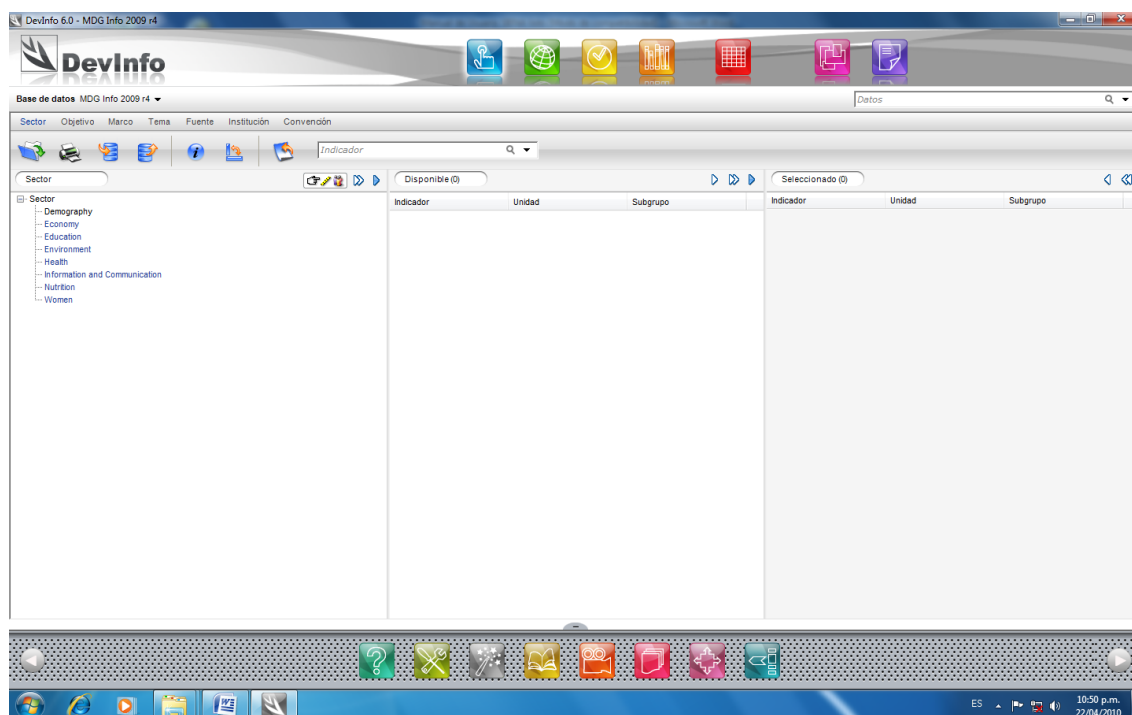 DevInfo 6.0 - MDG Info 2009 r4
DevInfo
Base de datos MDG Info 2009 r4
Datos
Sector Objetivo Marco Tema Fuente Institución Convención
Indicador
Sector
Disponible (0)
Seleccionado (0)
Indicador Unidad Subgrupo
Indicador Unidad Subgrupo
Sector
Demography
Economy
Education
Environment
Health
Information and Communication
Nutrition
Women
ES
10:50 p.m.
22/04/2010